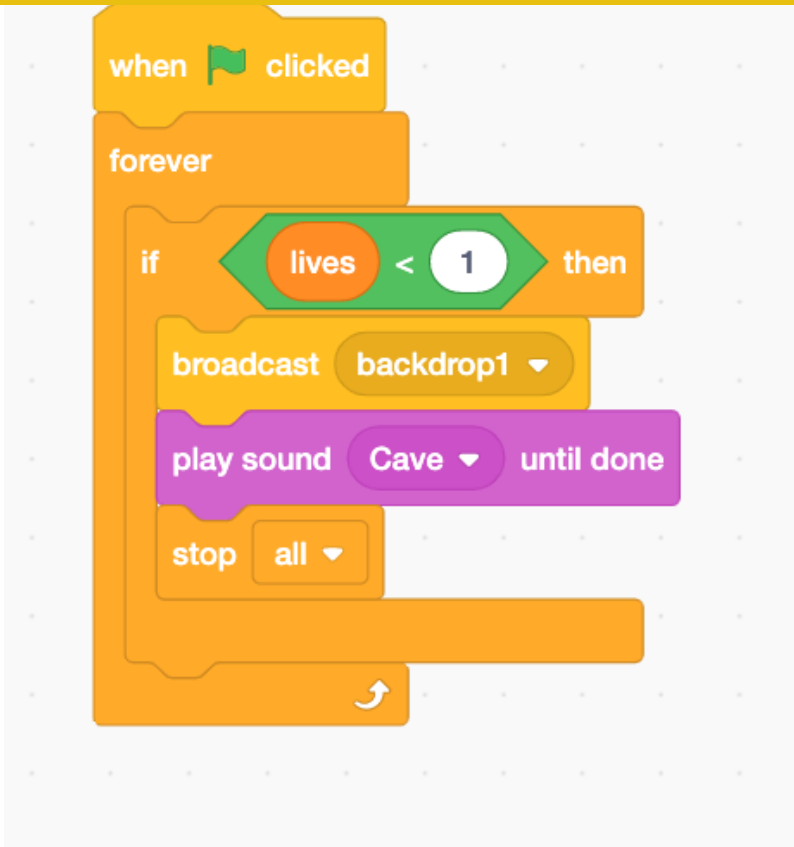 when clicked
forever
if lives < 1 then
broadcast backdrop1
play sound Cave until done
stop all